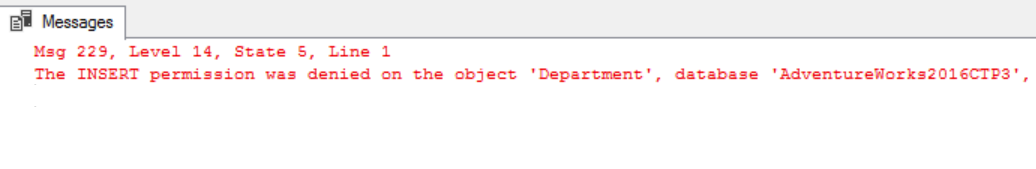 Messages
Msg 229, Level 14, State 5, Line 1
The INSERT permission was denied on the object 'Department', database 'AdventureWorks2016CTP3',